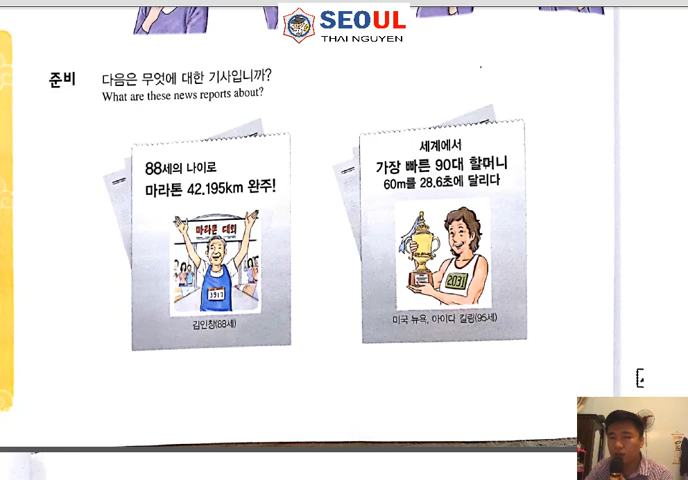 SEOUL
THAI NGUYEN
준비
다음은 무엇에 대한 기사입니까?
What are these news reports about?
88세의 나이로
마라톤 42.195km 완주!
마라톤 대회
3917
김인창(88세)
세계에서
가장 빠른 90대 할머니
60m를 28.6초에 달리다
2031
미국 뉴욕, 아이다 킬링(95세)